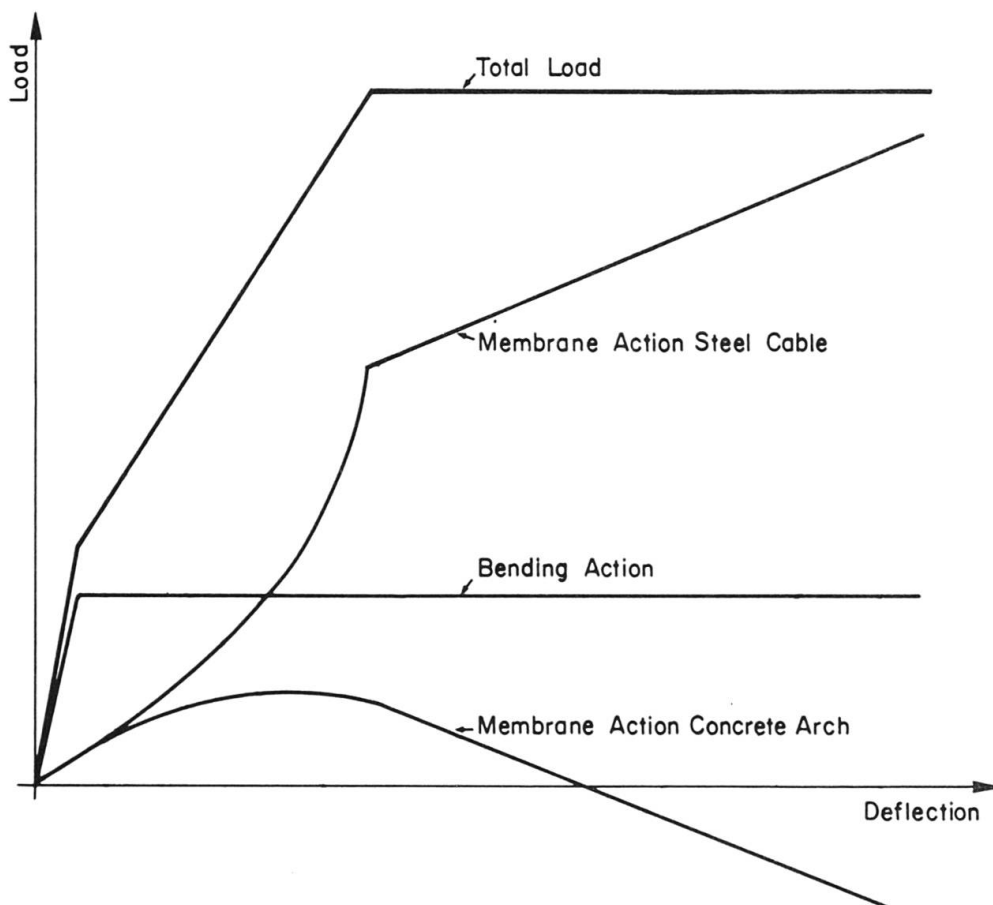 Load
Total Load
Membrane Action Steel Cable
Bending Action
Membrane Action Concrete Arch
Deflection